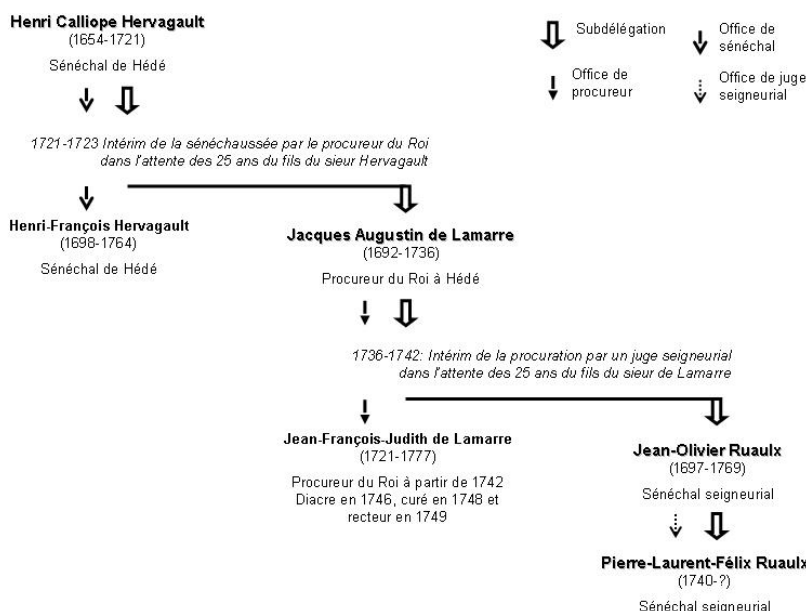 Henri Calliope Hervagault
(1654-1721)
Sénéchal de Hédé
Subdélégation
Office de
sénéchal
Office de
procureur
Office de juge
seigneurial
1721-1723 Intérim de la sénéchaussée par le procureur du Roi
dans l'attente des 25 ans du fils du sieur Hervagault
Henri-François Hervagault
(1698-1764)
Sénéchal de Hédé
Jacques Augustin de Lamarre
(1692-1736)
Procureur du Roi à Hédé
1736-1742: Intérim de la procuration par un juge seigneurial
dans l'attente des 25 ans du fils du sieur de Lamarre
Jean-François-Judith de Lamarre
(1721-1777)
Procureur du Roi à partir de 1742
Diacre en 1746, curé en 1748 et
recteur en 1749
Jean-Olivier Ruaulx
(1697-1769)
Sénéchal seigneurial
Pierre-Laurent-Félix Ruaulx
(1740-?)
Sénéchal seigneurial